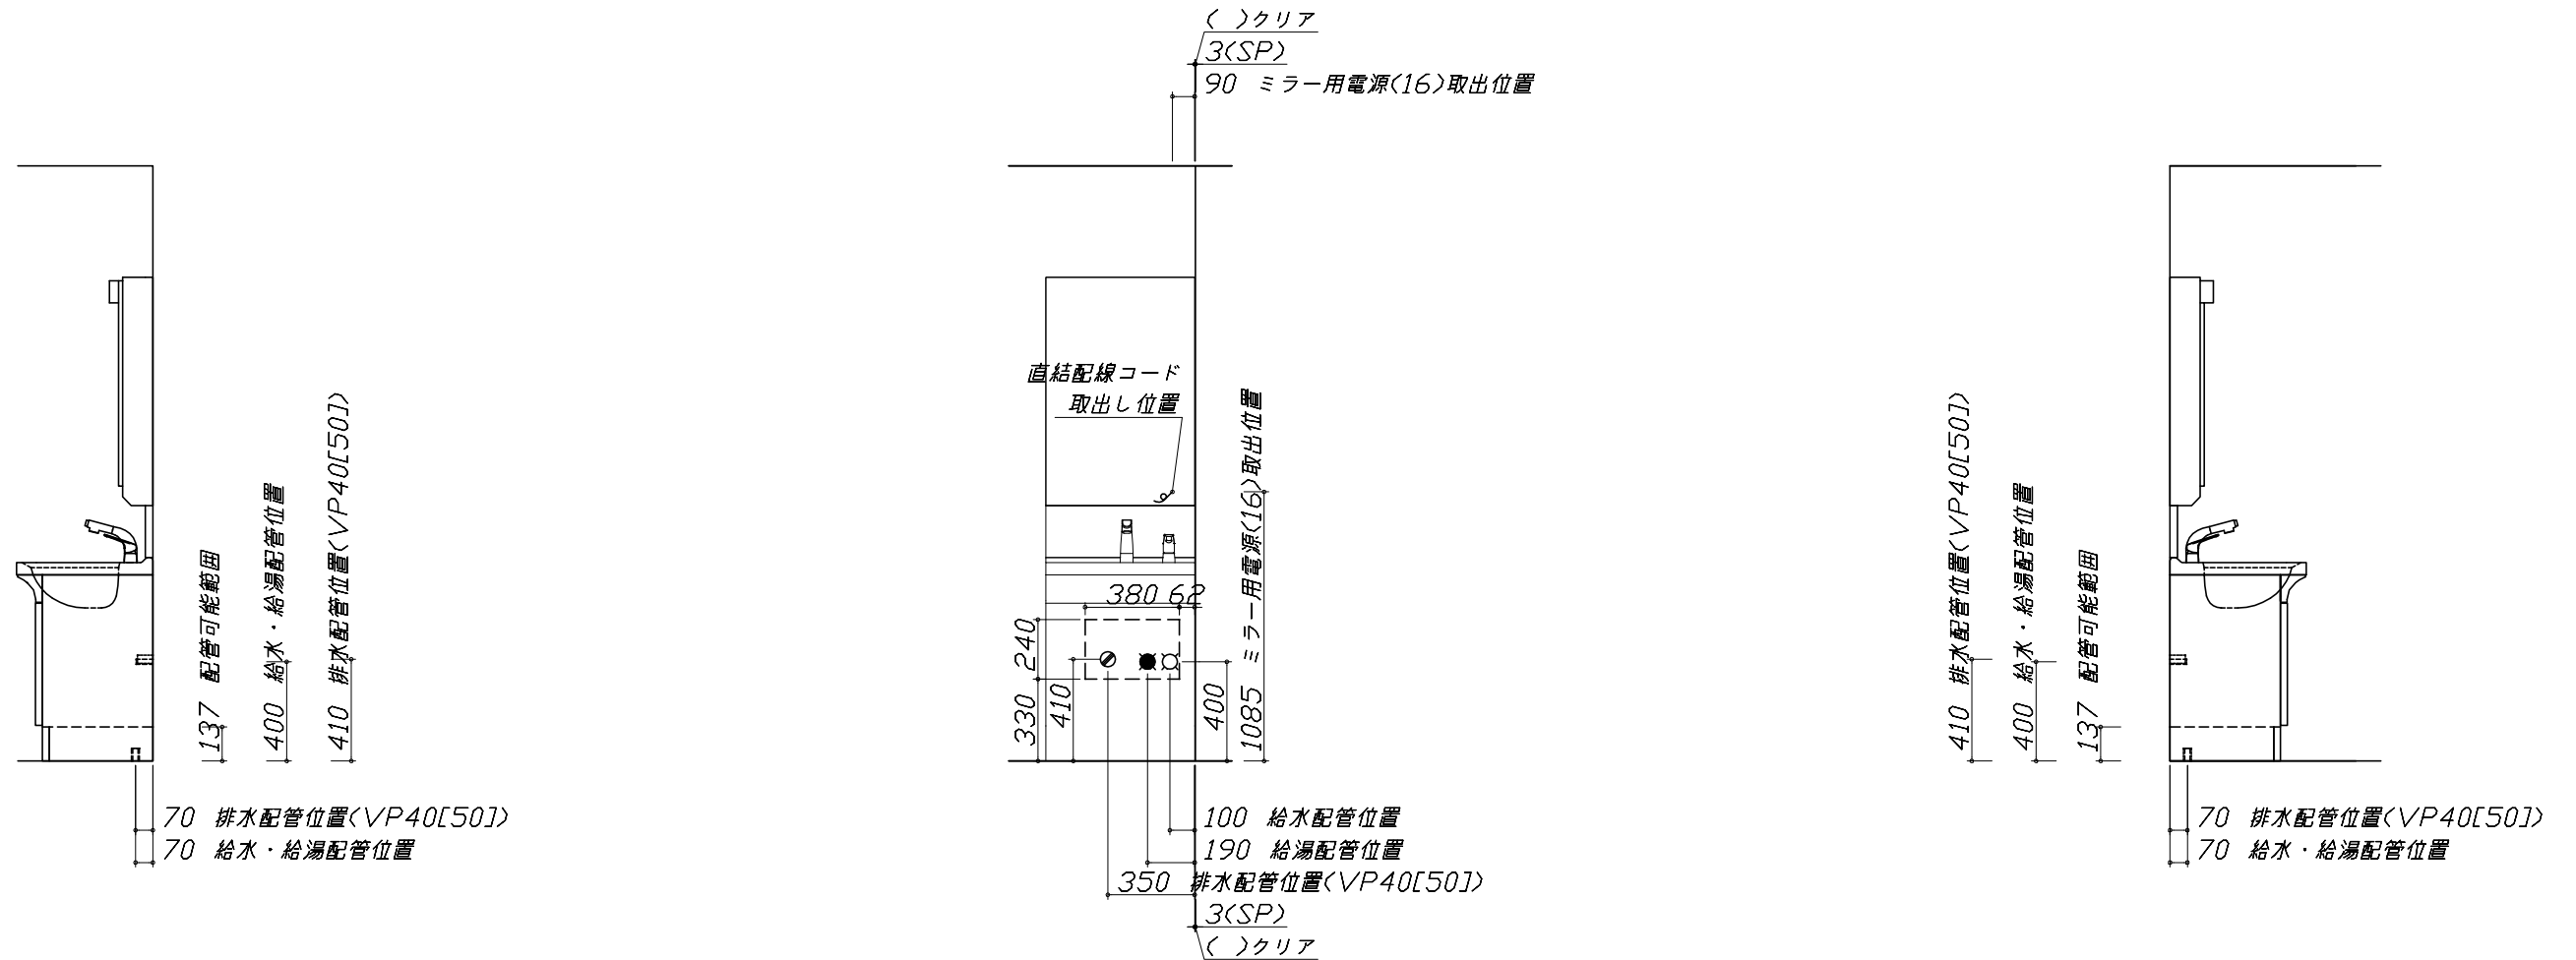 ( )クリア
3(SP)
90 ミラー用電源(16)取出位置
直結配線コード
取出し位置
137 配管可能範囲
400 給水・給湯配管位置
410 排水配管位置(VP40[50])
380 62
240
330
410
400
1085 ミラー用電源(16)取出位置
410 排水配管位置(VP40[50])
400 給水・給湯配管位置
137 配管可能範囲
70 排水配管位置(VP40[50])
70 給水・給湯配管位置
100 給水配管位置
190 給湯配管位置
350 排水配管位置(VP40[50])
3(SP)
( )クリア
70 排水配管位置(VP40[50])
70 給水・給湯配管位置